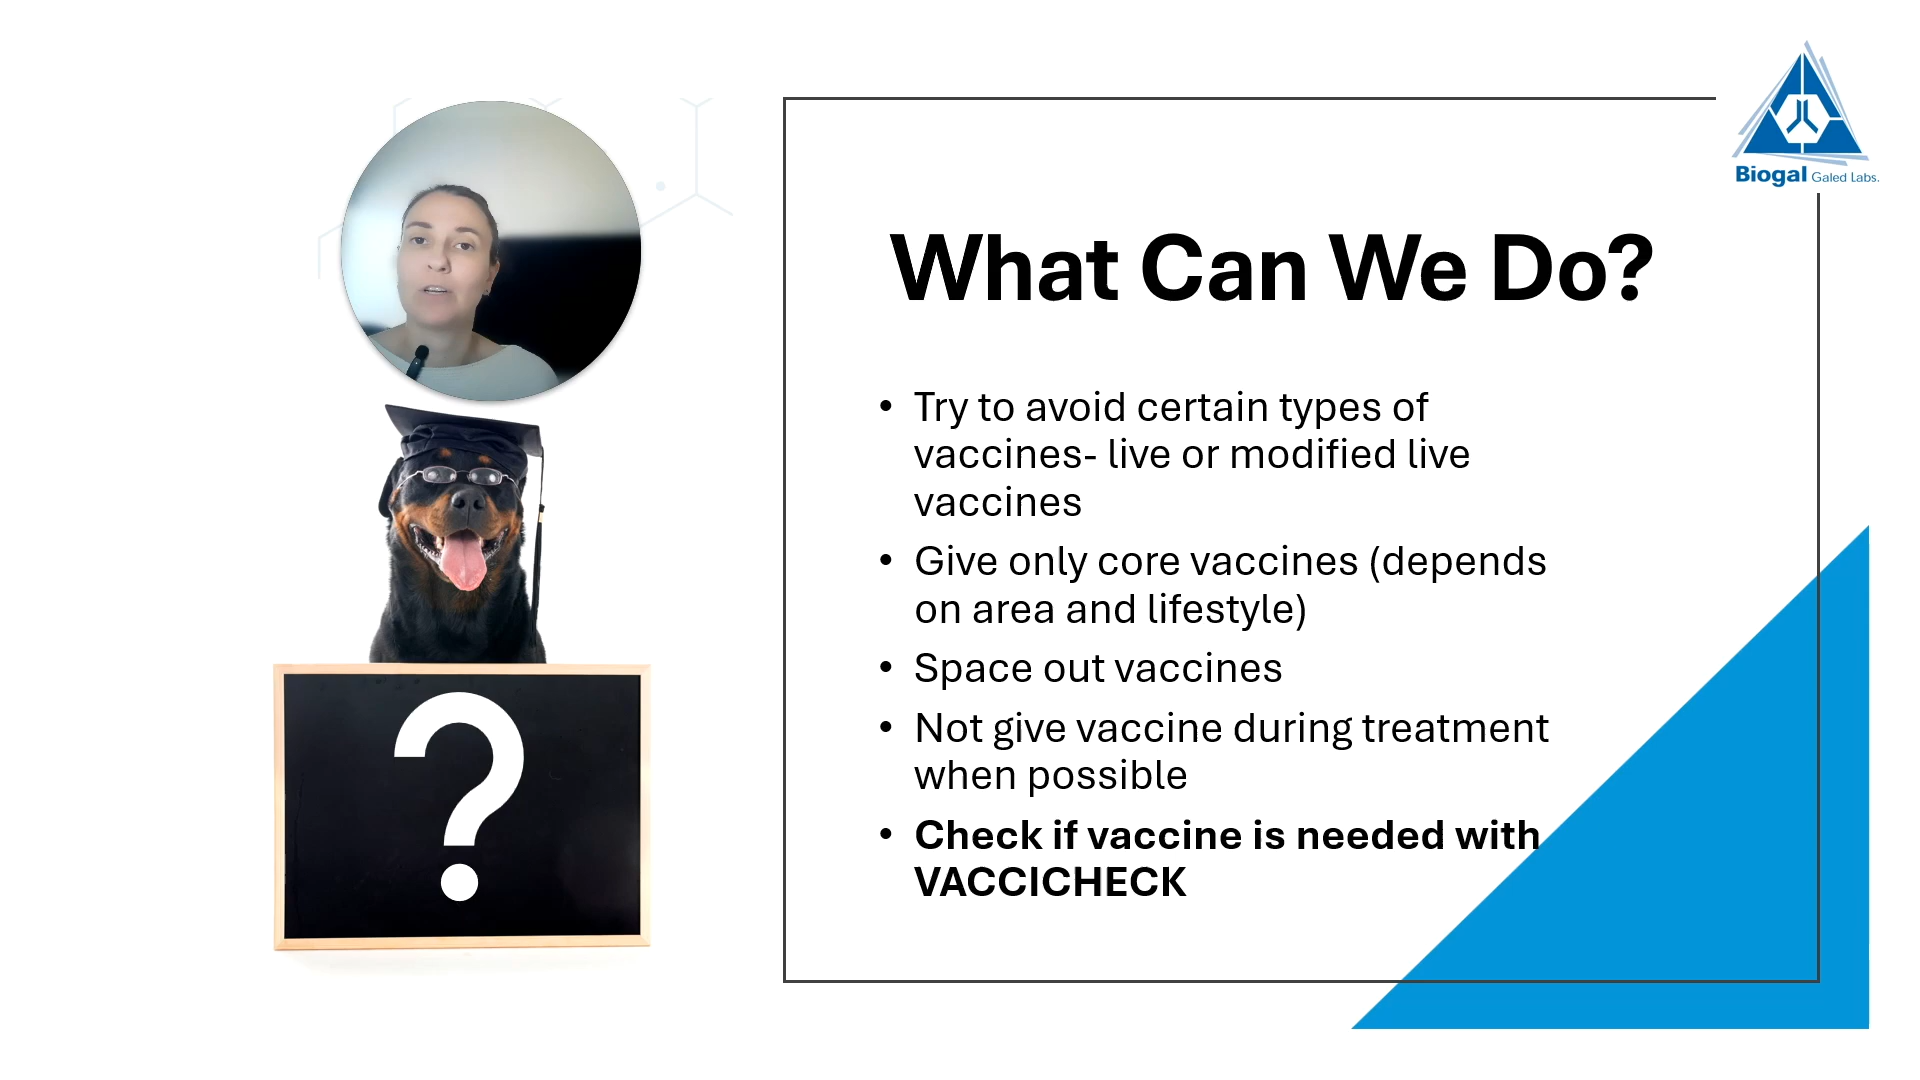 Biogal Galed Labs.
What Can We Do?
• Try to avoid certain types of
vaccines- live or modified live
vaccines
• Give only core vaccines (depends
on area and lifestyle)
• Space out vaccines
• Not give vaccine during treatment
when possible
• Check if vaccine is needed with
VACCICHECK
?